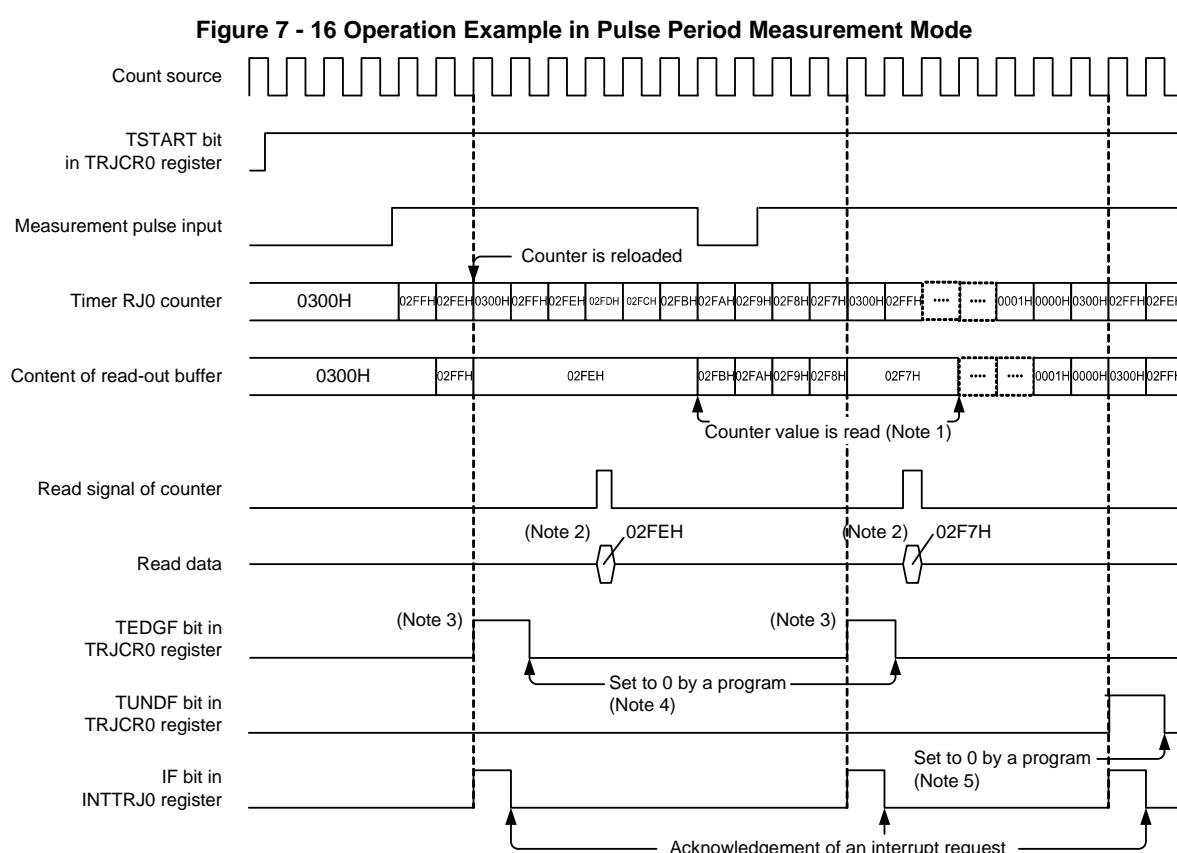 Figure 7 - 16 Operation Example in Pulse Period Measurement Mode
Count source
TSTART bit
in TRJCR0 register
Measurement pulse input
Counter is reloaded
Timer RJ0 counter
0300H 02FFH 02FEH 0300H 02FFH 02FEH 02FDH 02FCH 02FBH 02FAH 02F9H 02F8H 02F7H 0300H 02FFH .... .... 0001H 0000H 0300H 02FFH 02FEH
Content of read-out buffer
0300H 02FFH 02FEH 02FBH 02FAH 02F9H 02F8H 02F7H .... .... 0001H 0000H 0300H 02FFH
Counter value is read (Note 1)
Read signal of counter
(Note 2) 02FEH (Note 2) 02F7H
Read data
(Note 3) (Note 3)
TEDGF bit in
TRJCR0 register
Set to 0 by a program
(Note 4)
TUNDF bit in
TRJCR0 register
Set to 0 by a program
(Note 5)
IF bit in
INTTRJ0 register
Acknowledgement of an interrupt request